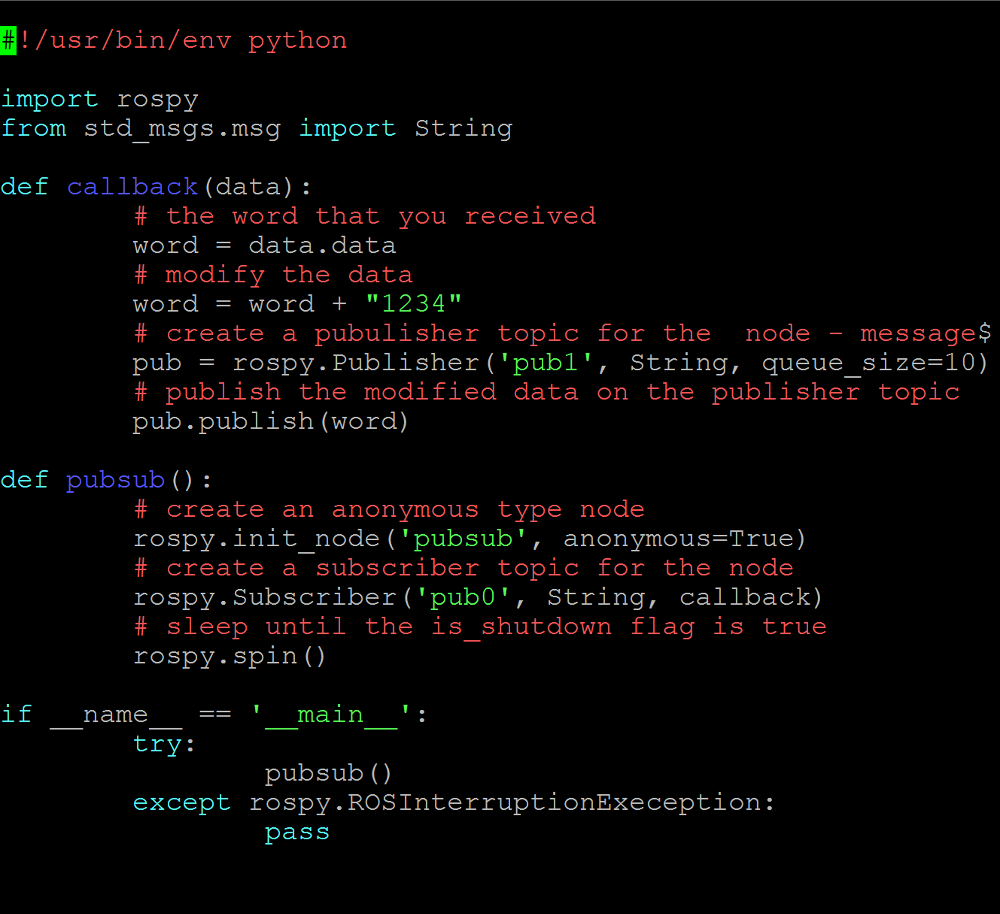 #!/usr/bin/env python
import rospy
from std_msgs.msg import String
def callback(data):
# the word that you received
word = data.data
# modify the data
word = word + "1234"
# create a pubulisher topic for the  node - message$
pub = rospy.Publisher('pub1', String, queue_size=10)
# publish the modified data on the publisher topic
pub.publish(word)
def pubsub():
# create an anonymous type node
rospy.init_node('pubsub', anonymous=True)
# create a subscriber topic for the node
rospy.Subscriber('pub0', String, callback)
# sleep until the is_shutdown flag is true
rospy.spin()
if __name__ == '__main__':
try:
pubsub()
except rospy.ROSInterruptionExeception:
pass